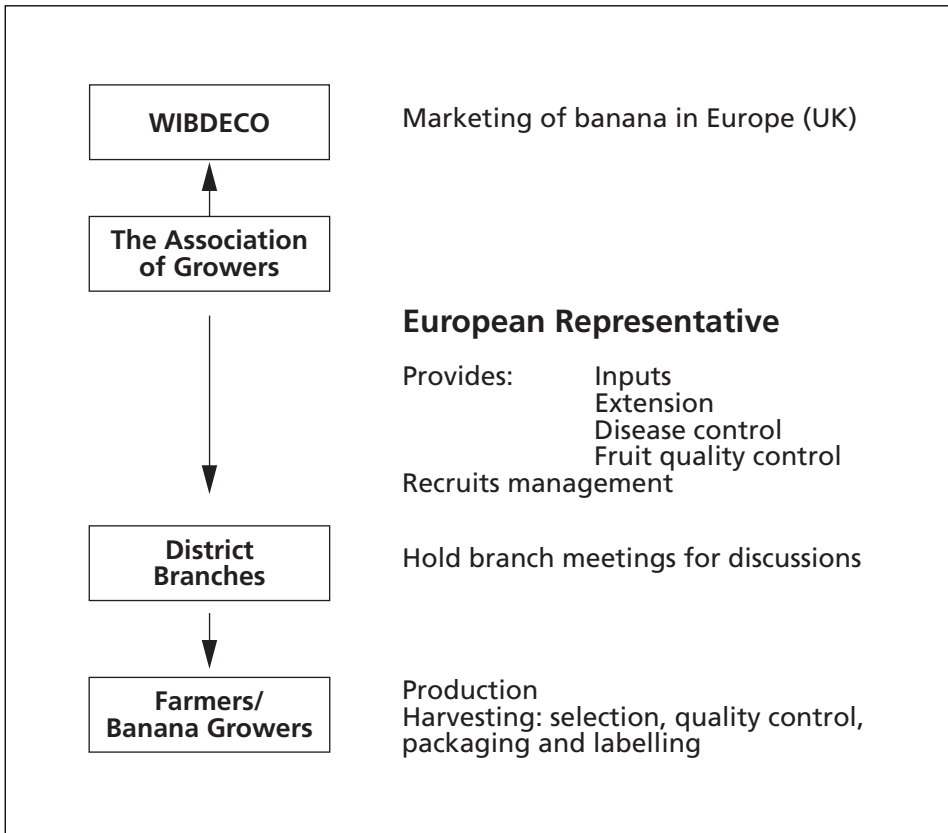 WIBDECO
Marketing of banana in Europe (UK)
The Association
of Growers
European Representative
Provides: Inputs
Extension
Disease control
Fruit quality control
Recruits management
District
Branches
Hold branch meetings for discussions
Farmers/
Banana Growers
Production
Harvesting: selection, quality control,
packaging and labelling